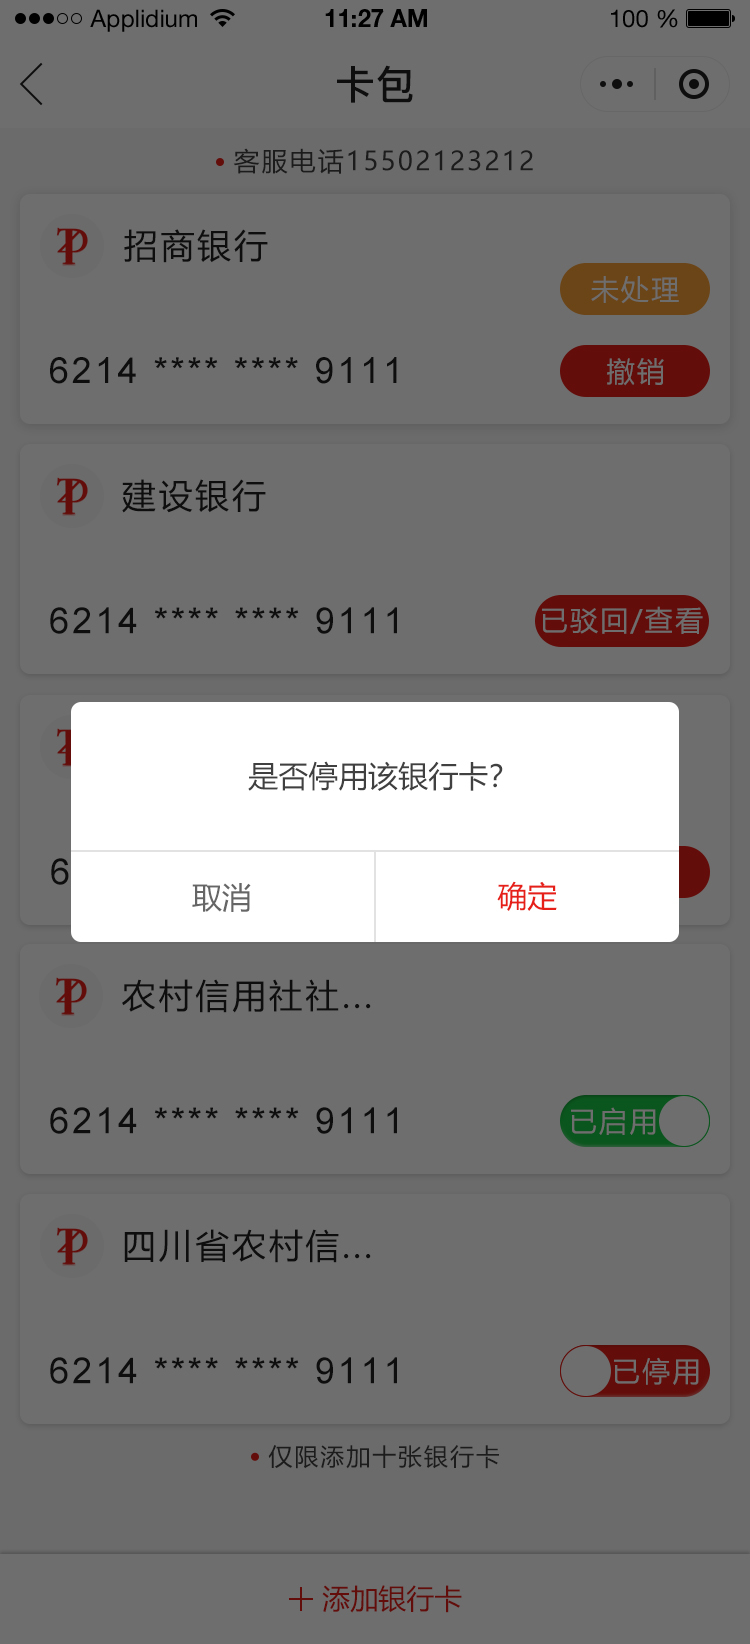 Applidium 11:27 AM 100 %
卡包
客服电话15502123212
招商银行
未处理
6214 **** **** 9111
撤销
建设银行
6214 **** **** 9111
已驳回/查看
是否停用该银行卡?
6
取消 确定
农村信用社社...
6214 **** **** 9111
已启用
四川省农村信...
6214 **** **** 9111
已停用
仅限添加十张银行卡
+ 添加银行卡